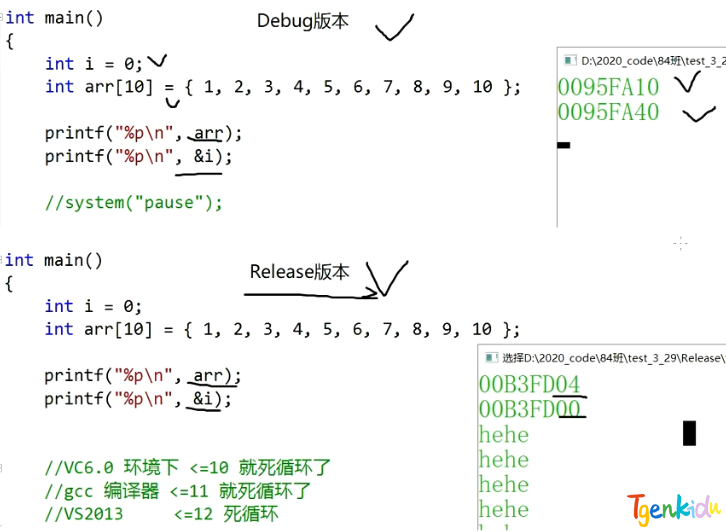 int main()
Debug版本
{
int i = 0;
int arr[10] = { 1, 2, 3, 4, 5, 6, 7, 8, 9, 10 };
printf("%p\n", arr);
printf("%p\n", &i);
//system("pause");
D:\2020_code\84班\test_3_2
0095FA10
0095FA40
int main()
Release版本
{
int i = 0;
int arr[10] = { 1, 2, 3, 4, 5, 6, 7, 8, 9, 10 };
printf("%p\n", arr);
printf("%p\n", &i);
//VC6.0 环境下 <=10 就死循环了
//gcc 编译器 <=11 就死循环了
//VS2013 <=12 死循环
选择D:\2020_code\84班\test_3_29\Release\
00B3FD04
00B3FD00
hehe
hehe
hehe
hehe
Tgenkidu